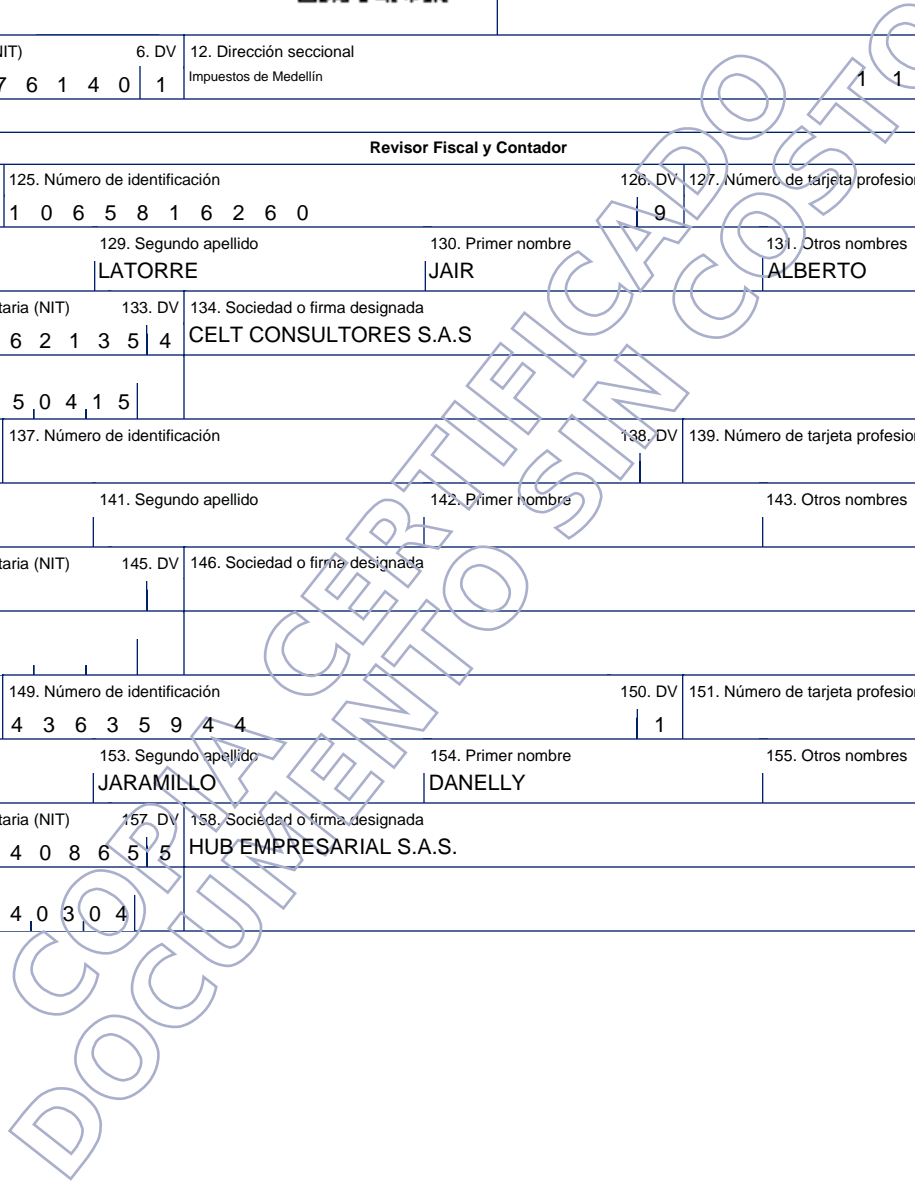 IIT) 6. DV 12. Dirección seccional
7 6 1 4 0 1 Impuestos de Medellín 1 1
Revisor Fiscal y Contador
125. Número de identificación 126. DV 127. Número de tarjeta profesion
1 0 6 5 8 1 6 2 6 0 9
129. Segundo apellido 130. Primer nombre 131. Otros nombres
LATORRE JAIR ALBERTO
taria (NIT) 133. DV 134. Sociedad o firma designada
6 2 1 3 5 4 CELT CONSULTORES S.A.S
5 0 4 1 5
137. Número de identificación 138. DV 139. Número de tarjeta profesion
141. Segundo apellido 142. Primer nombre 143. Otros nombres
taria (NIT) 145. DV 146. Sociedad o firma designada
149. Número de identificación 150. DV 151. Número de tarjeta profesion
4 3 6 3 5 9 4 4 1
153. Segundo apellido 154. Primer nombre 155. Otros nombres
JARAMILLO DANELLY
taria (NIT) 157. DV 158. Sociedad o firma designada
4 0 8 6 5 5 HUB EMPRESARIAL S.A.S.
4 0 3 0 4
COPIA CERTIFICADO
DOCUMENTO SIN COSTO